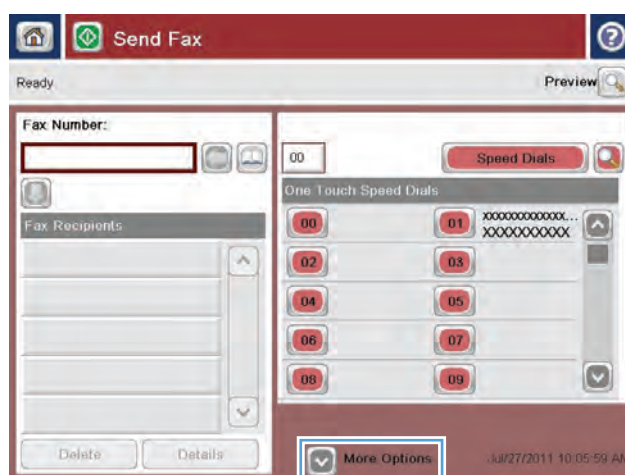 Send Fax
?
Ready
Preview
Fax Number:
00
Speed Dials
One Touch Speed Dials
Fax Recipients
00
01
XXXXXXXXXXXX...
XXXXXXXXXX
02
03
04
05
06
07
08
09
Delete
Details
More Options
Jul/27/2011 10:05:59 AM